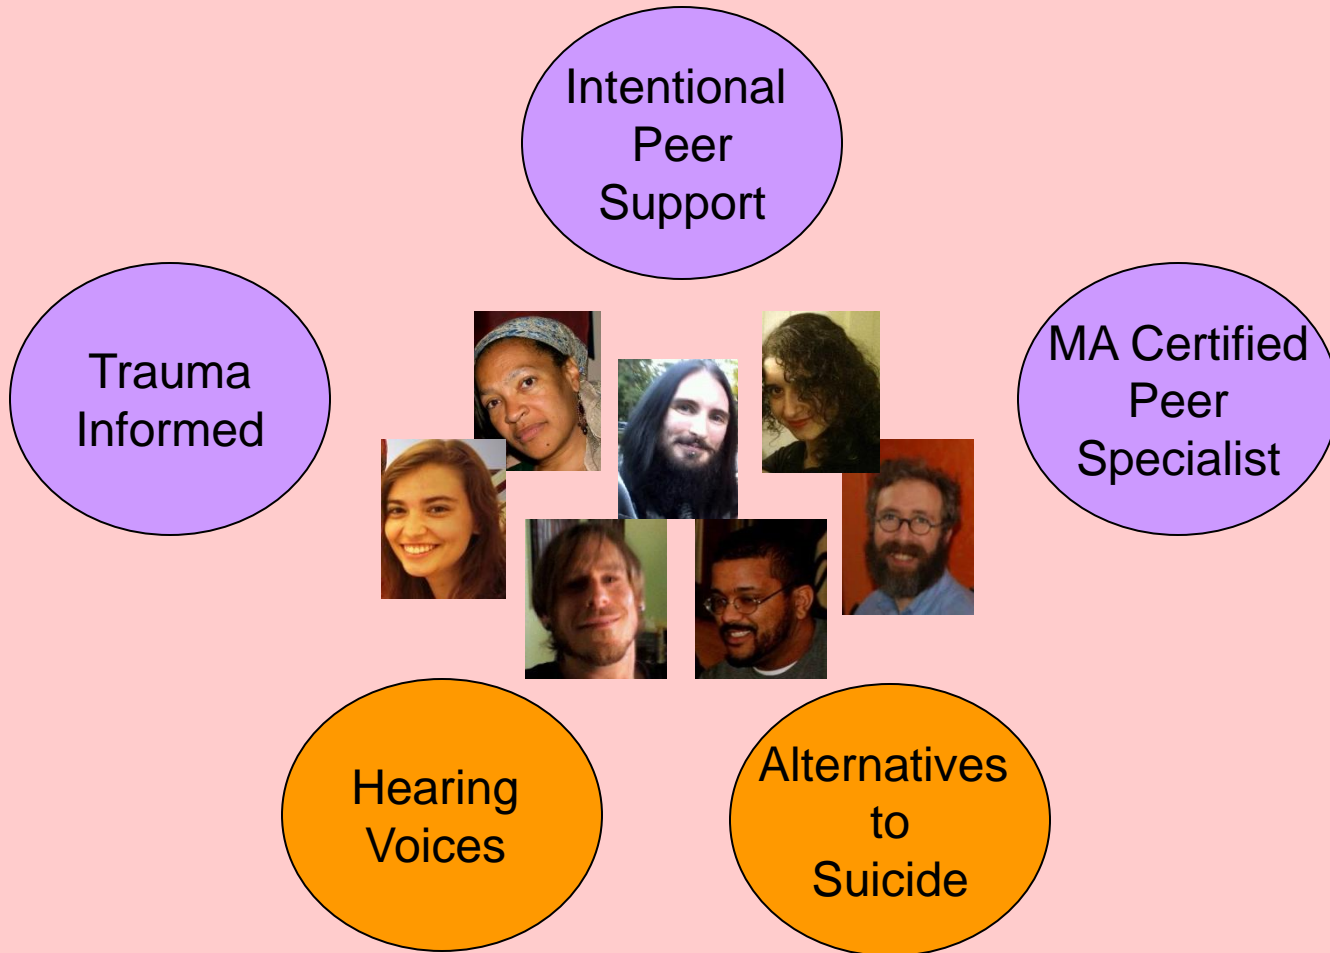 Intentional
Peer
Support
Trauma
Informed
MA Certified
Peer
Specialist
Hearing
Voices
Alternatives
to
Suicide